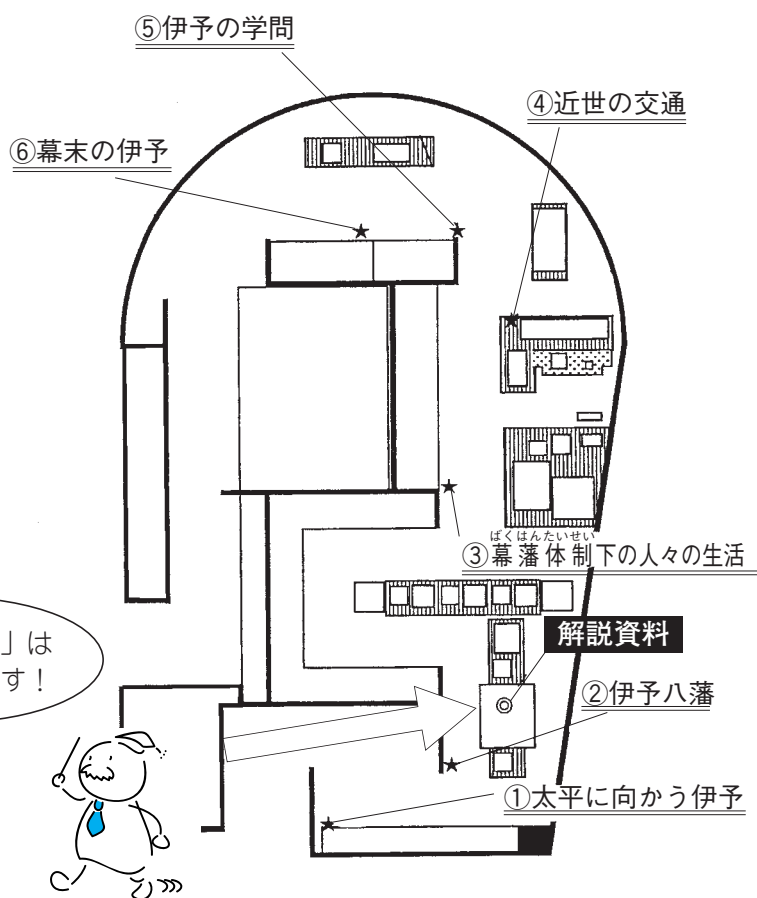 ⑤伊予の学問
④近世の交通
⑥幕末の伊予
ばくはんたいせい
③幕藩体制下の人々の生活
」は
す！
解説資料
②伊予八藩
①太平に向かう伊予